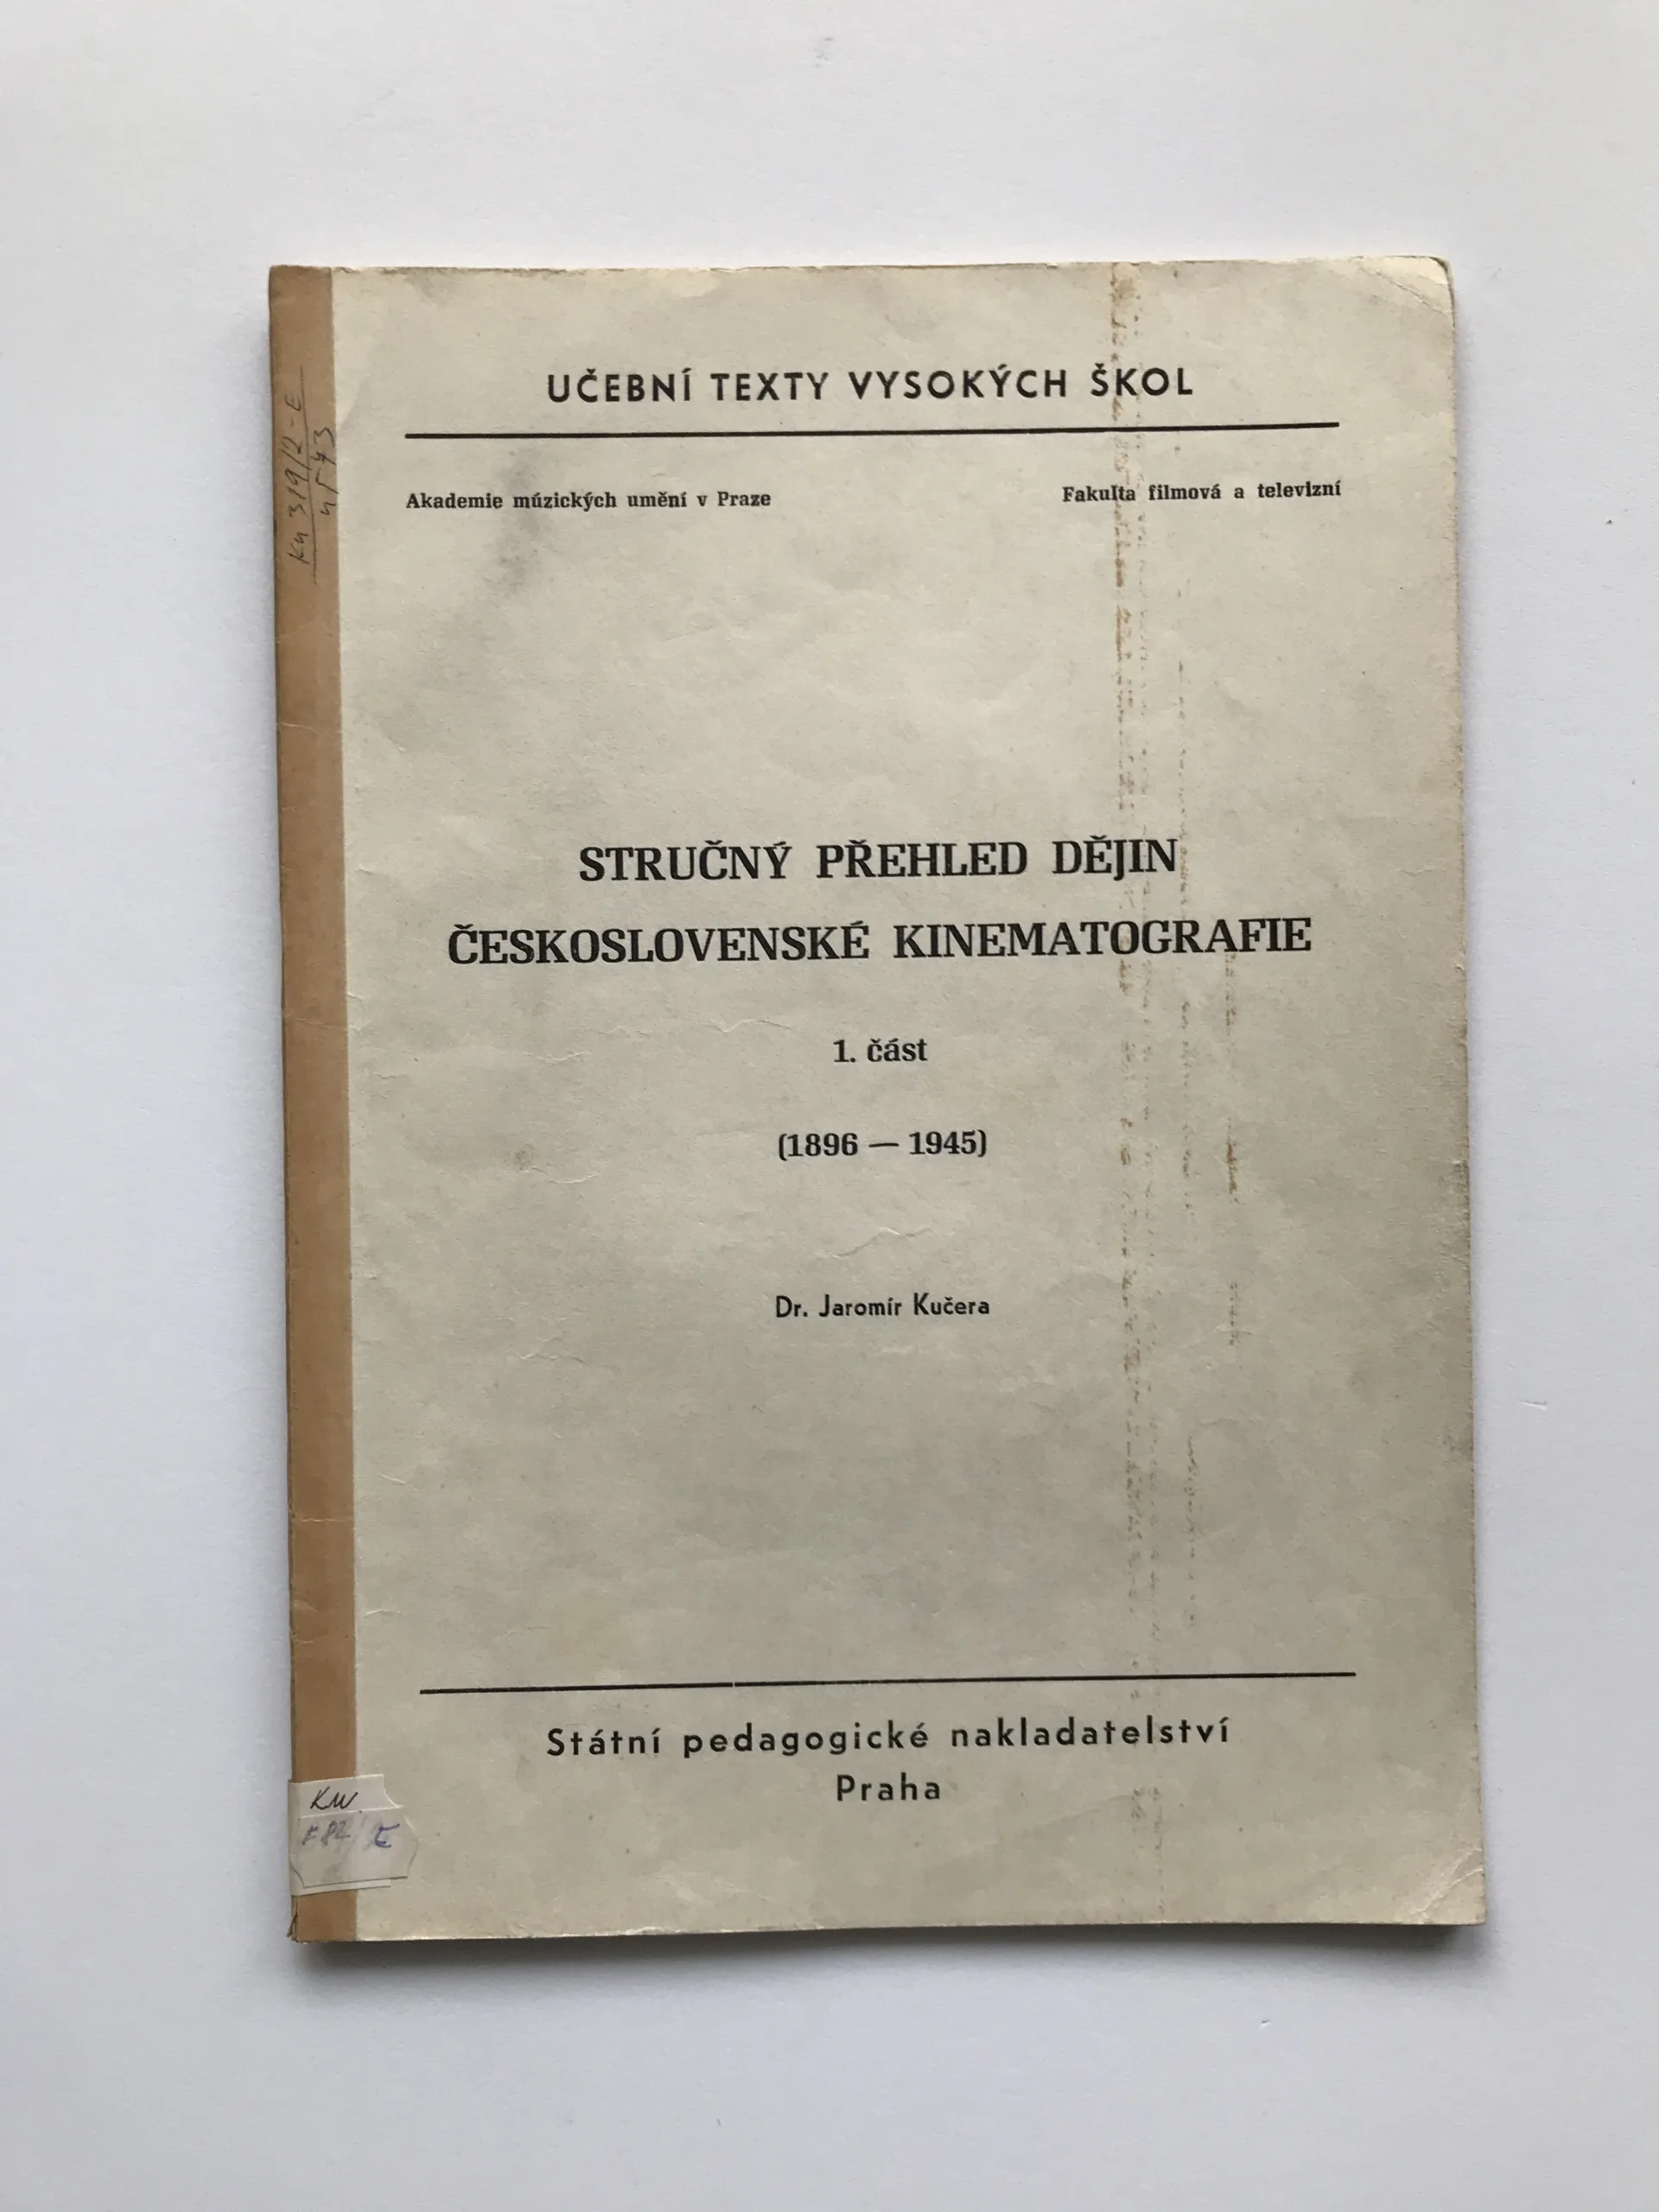 UČEBNÍ TEXTY VYSOKÝCH ŠKOL
Akademie múzických umění v Praze
Fakulta filmová a televizní
STRUČNÝ PŘEHLED DĚJIN
ČESKOSLOVENSKÉ KINEMATOGRAFIE
1. část
(1896 — 1945)
Dr. Jaromír Kučera
Státní pedagogické nakladatelství
Praha